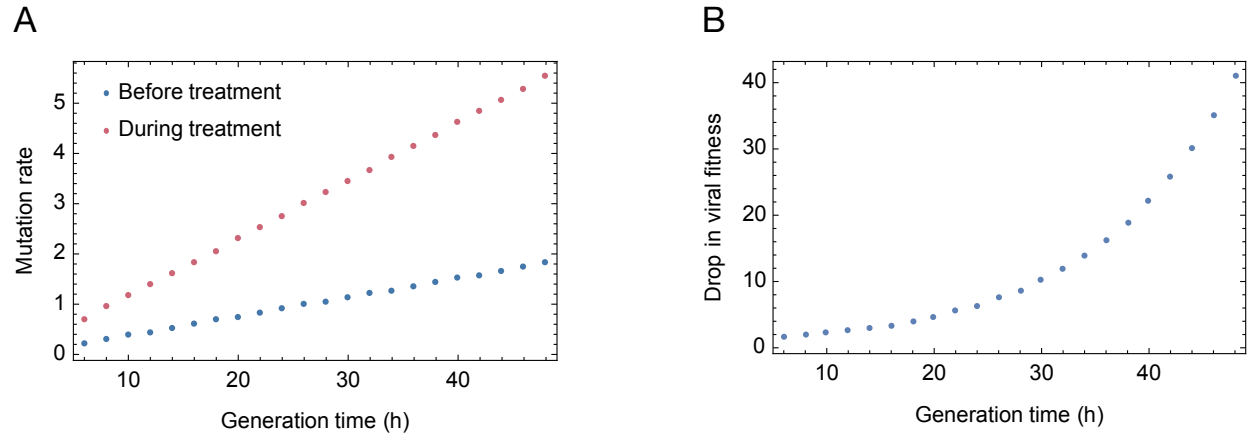 A
B
Before treatment
During treatment
Mutation rate
5
4
3
2
1
0
10
20
30
40
Generation time (h)
Drop in viral fitness
40
30
20
10
0
10
20
30
40
Generation time (h)